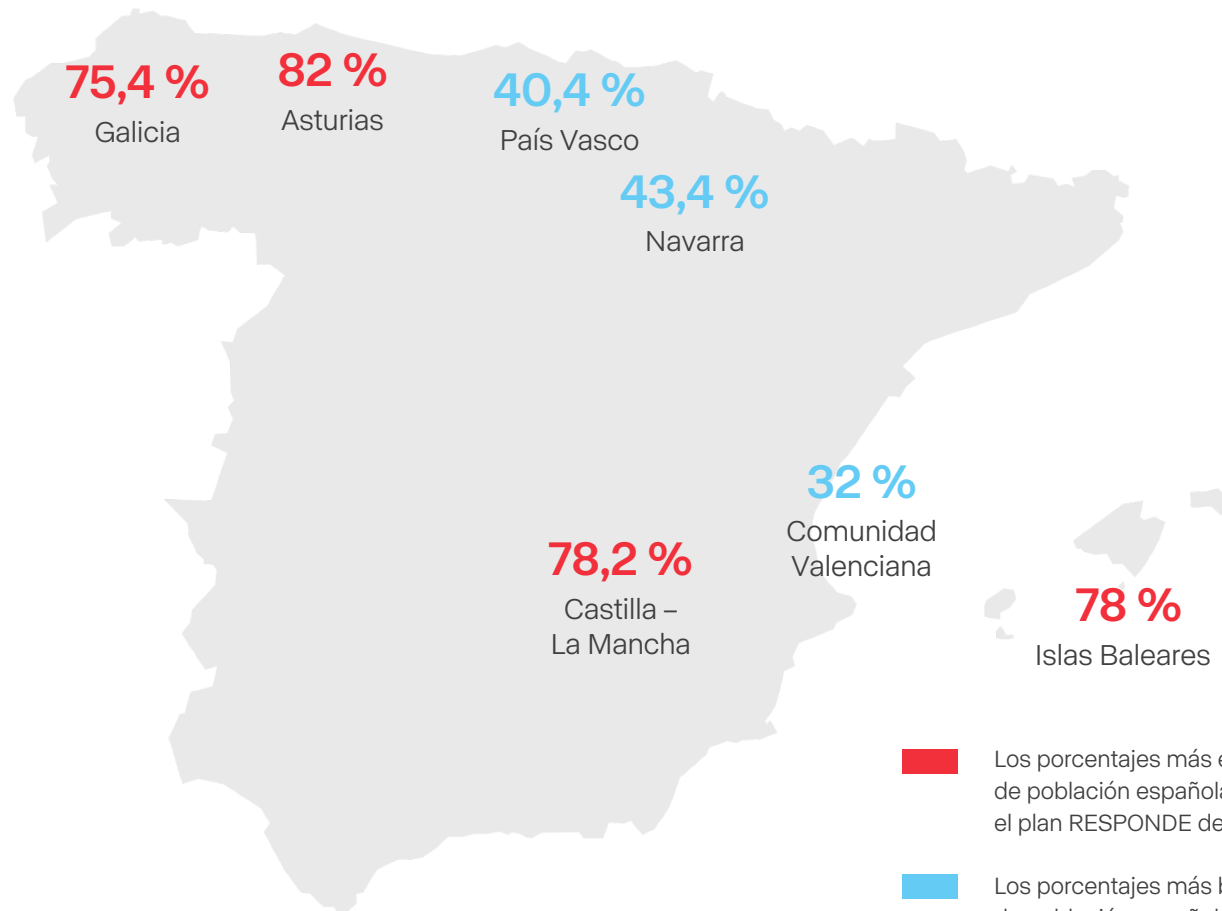 75,4 %
Galicia
82 %
Asturias
40,4 %
País Vasco
43,4 %
Navarra
32 %
Comunidad
Valenciana
78,2 %
Castilla –
La Mancha
78 %
Islas Baleares
Los porcentajes más
de población española
el plan RESPONDE de
Los porcentajes más